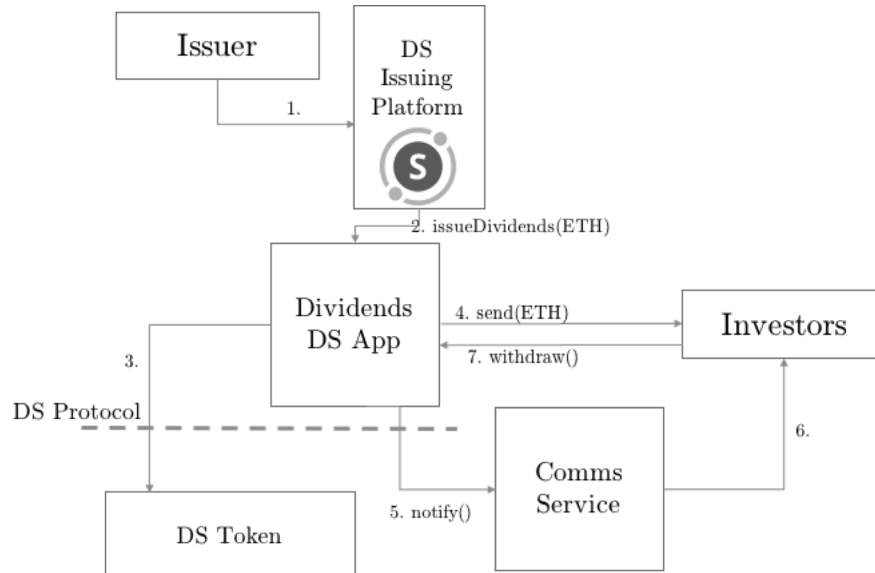 Issuer
DS
Issuing
Platform
S
1.
2. issueDividends(ETH)
Dividends
DS App
4. send(ETH)
Investors
7. withdraw()
3.
DS Protocol
6.
Comms
Service
5. notify()
DS Token